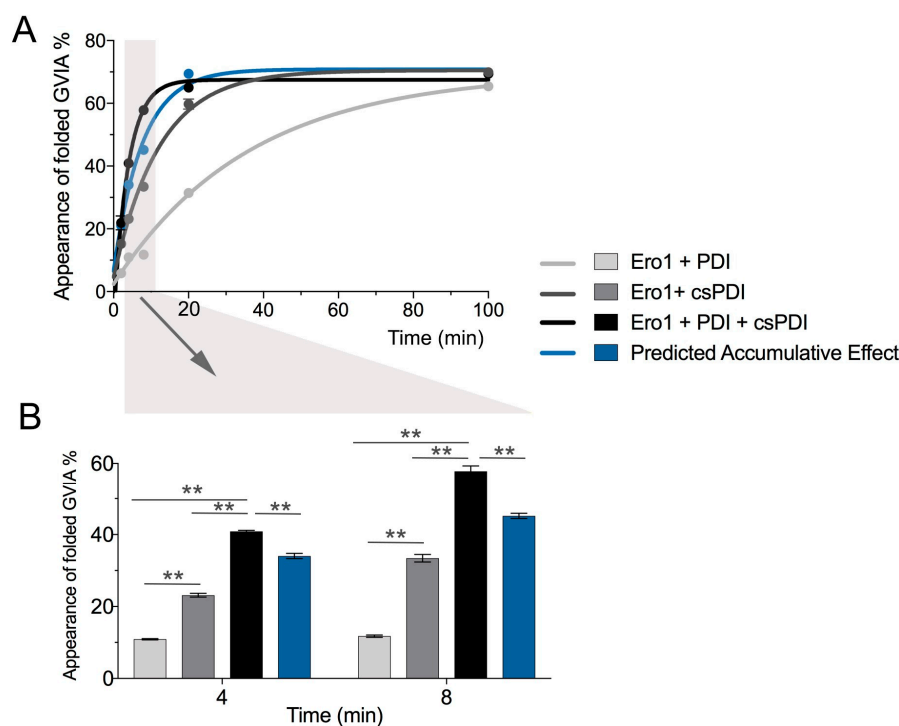 A
Appearance of folded GVIA %
80
60
40
20
0
0 20 40 60 80 100
Time (min)
Ero1 + PDI
Ero1+ csPDI
Ero1 + PDI + csPDI
Predicted Accumulative Effect
B
Appearance of folded GVIA %
60
40
20
0
** **
** ** ** **
** **
4 8
Time (min)